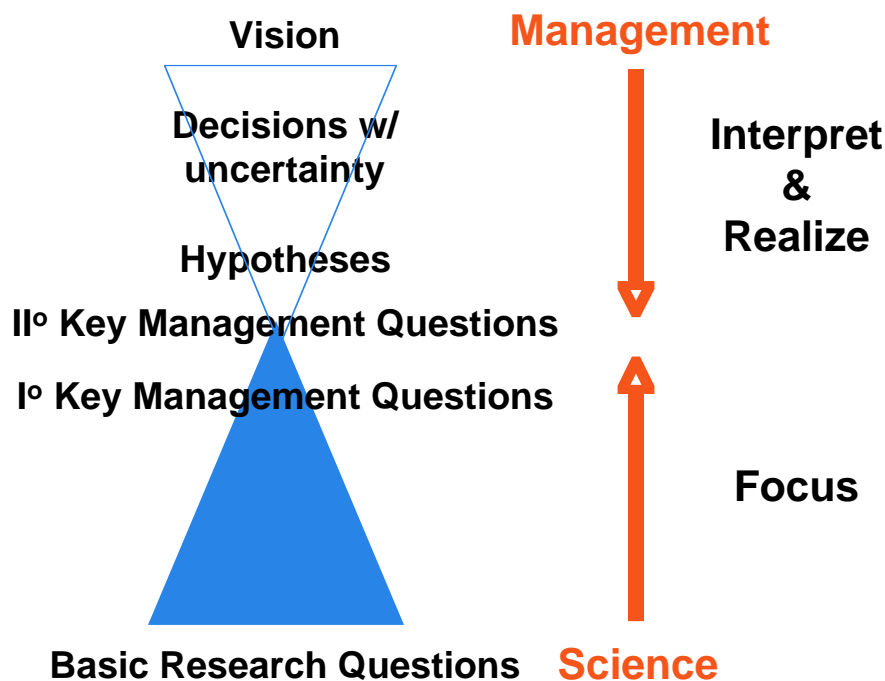 Vision
Management
Decisions w/
uncertainty
Interpret
&
Realize
Hypotheses
IIº Key Management Questions
Iº Key Management Questions
Focus
Basic Research Questions
Science